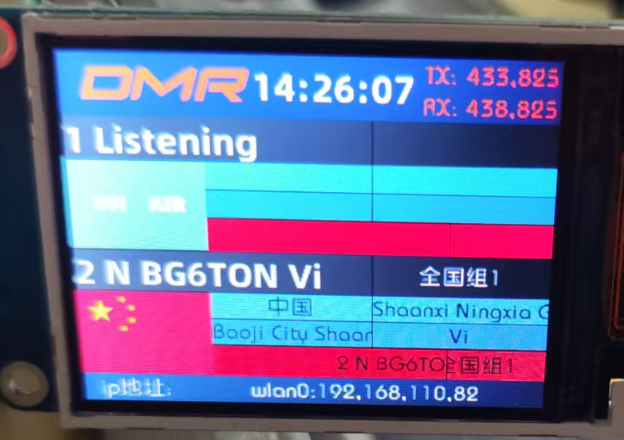 DMR 14:26:07 TX: 433,825
RX: 438,825
1 Listening
ON AIR
2 N BG6TON Vi 全国组1
中国 Shaanxi Ningxia G
Baoji City Shaar Vi
2 N BG6TO全国组1
ip地址: wlan0:192,168,110,82